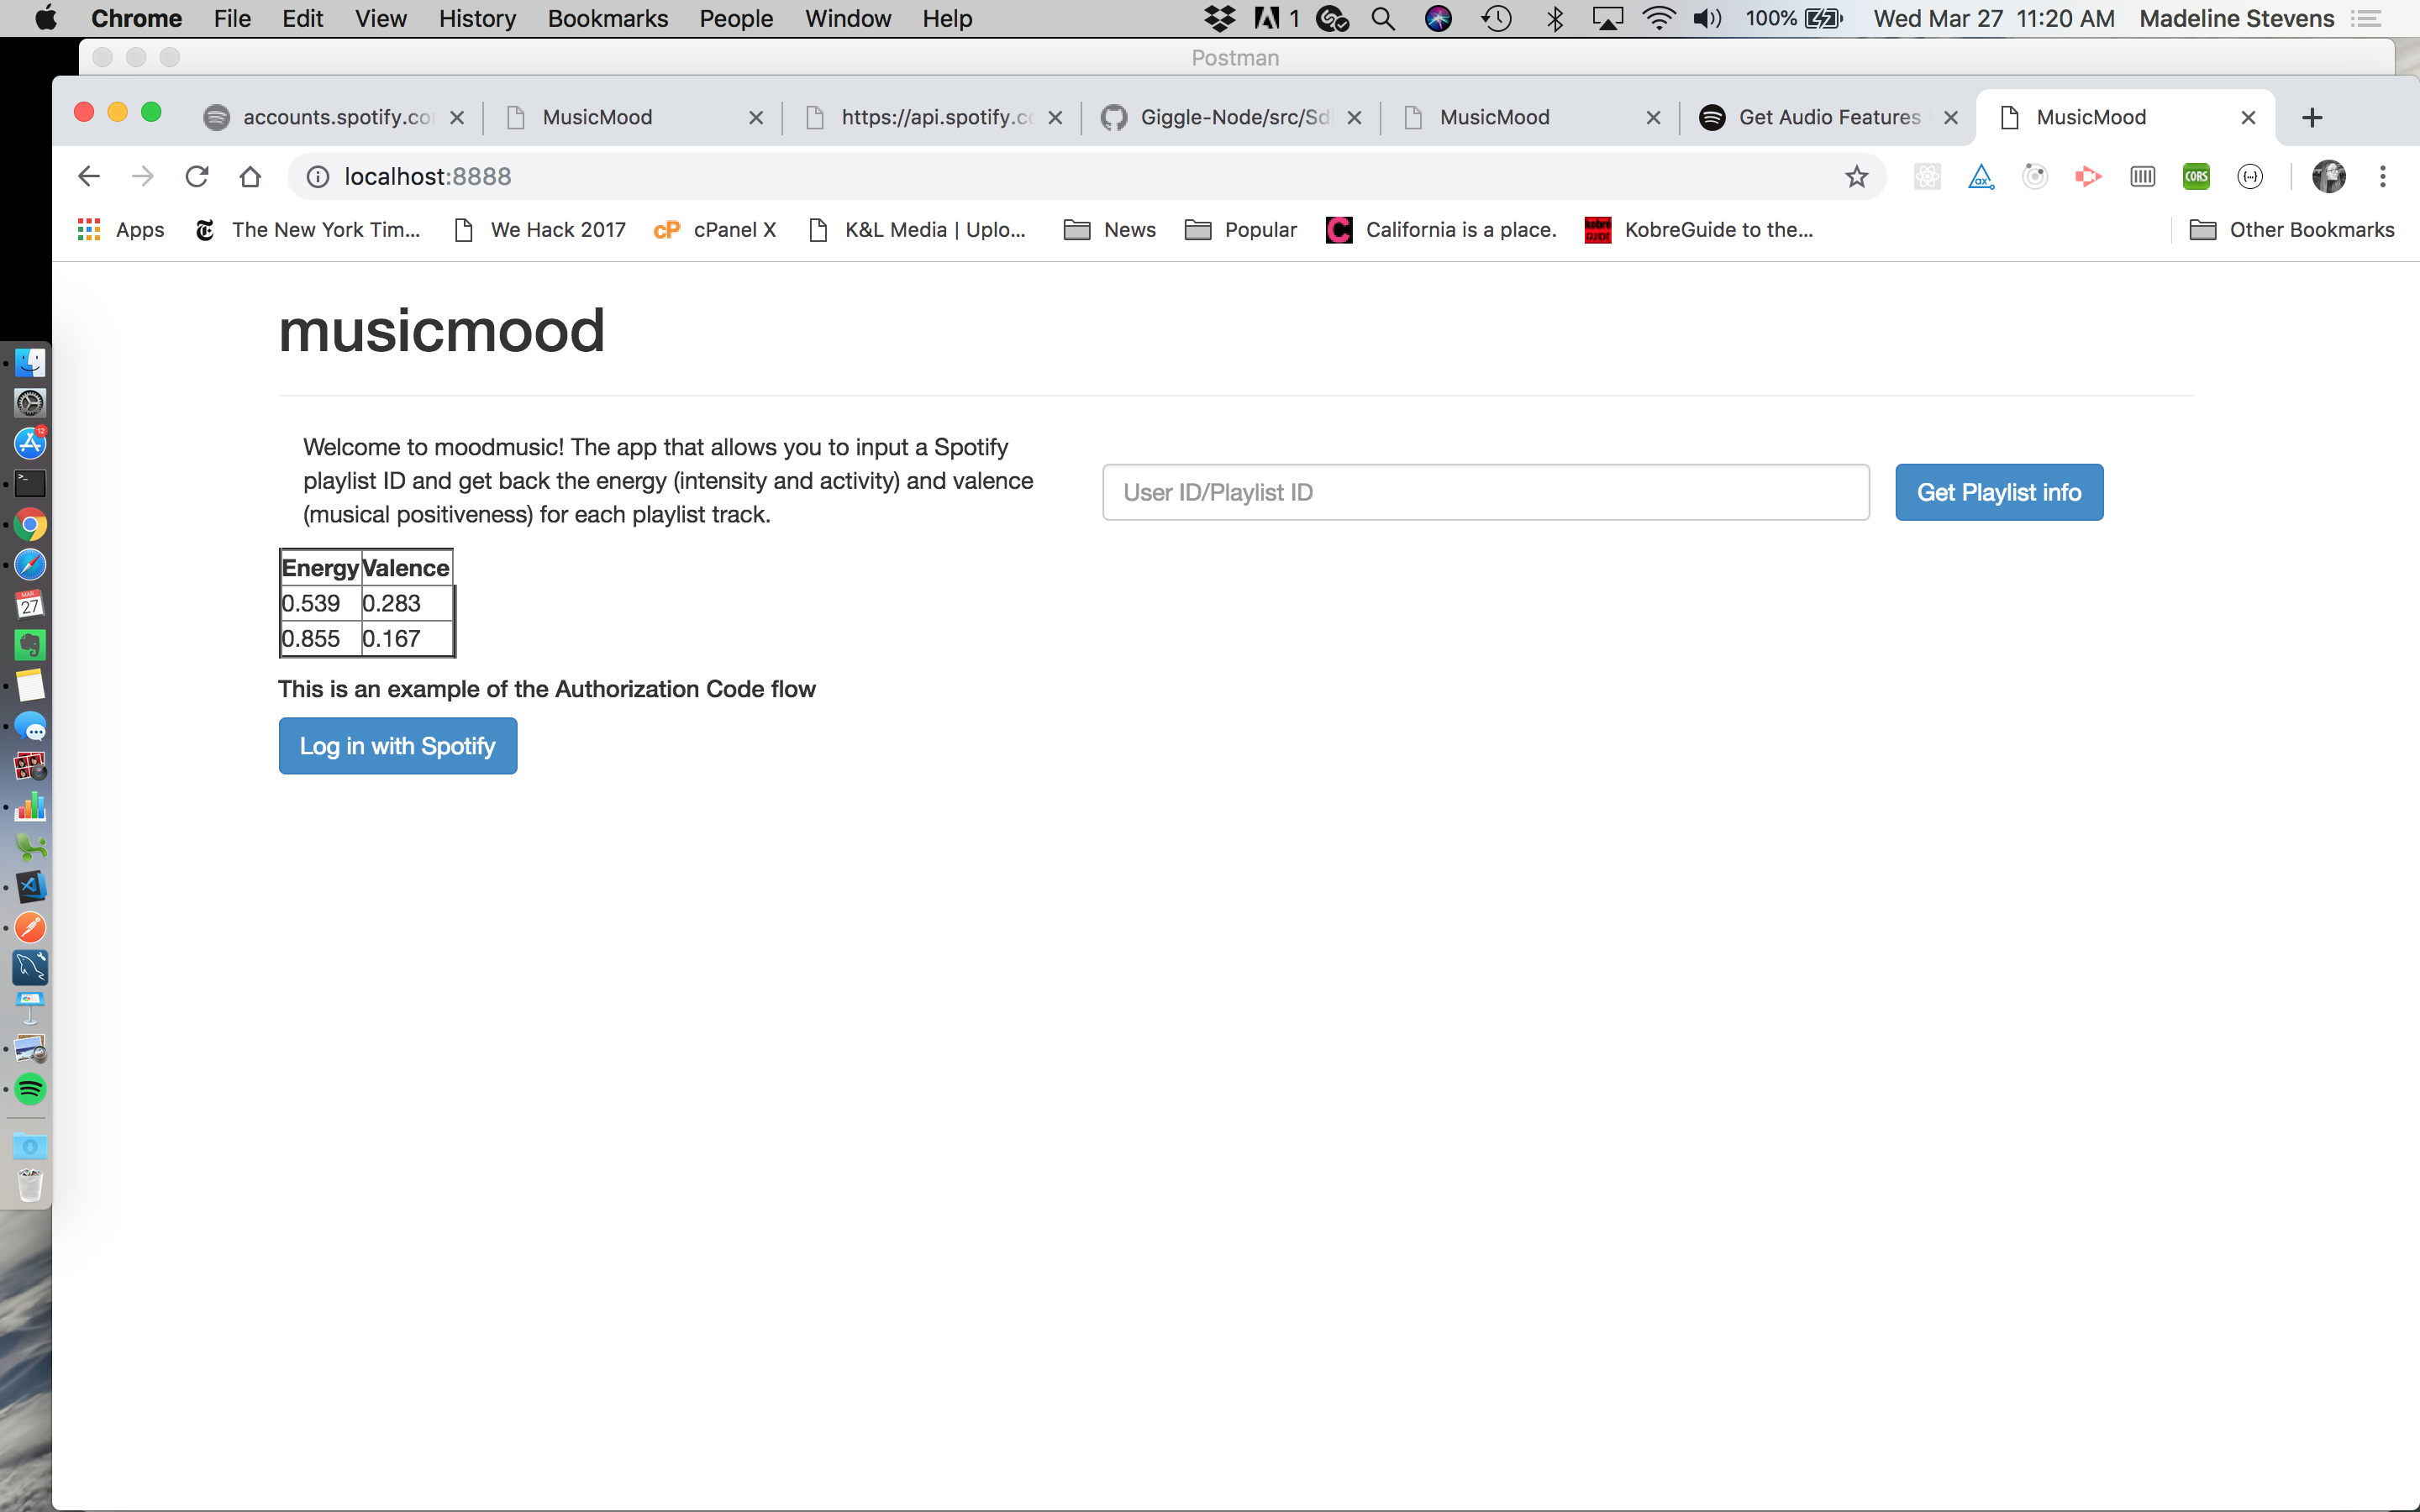 Chrome File Edit View History Bookmarks People Window Help 1 100% Wed Mar 27 11:20 AM Madeline Stevens
Postman
accounts.spotify.co MusicMood https://api.spotify.c Giggle-Node/src/Sd MusicMood Get Audio Features MusicMood
localhost:8888 CORS
Apps The New York Tim... We Hack 2017 cP cPanel X K&L Media | Uplo... News Popular California is a place. KobreGuide to the... Other Bookmarks
musicmood
Welcome to moodmusic! The app that allows you to input a Spotify
playlist ID and get back the energy (intensity and activity) and valence
(musical positiveness) for each playlist track.
User ID/Playlist ID Get Playlist info
Energy Valence
0.539 0.283
0.855 0.167
This is an example of the Authorization Code flow
Log in with Spotify
12
MAR
27